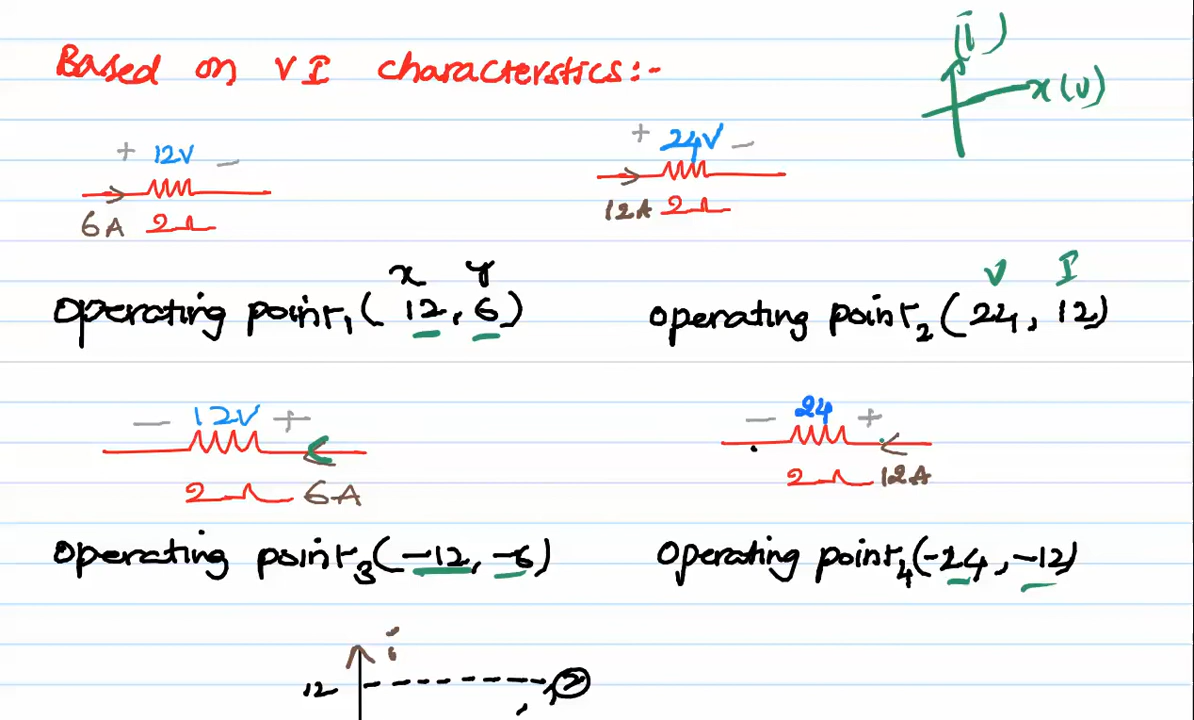 Based on VI characterstics:-
(i)
x(v)
+ 12V -
6A 2Ω
+ 24V -
12A 2Ω
x Y
Operating point1 (12, 6)
V I
Operating point2 (24, 12)
- 12V +
2Ω 6A
- 24 +
2Ω 12A
Operating point3 (-12, -6)
Operating point4 (-24, -12)
i
12
2